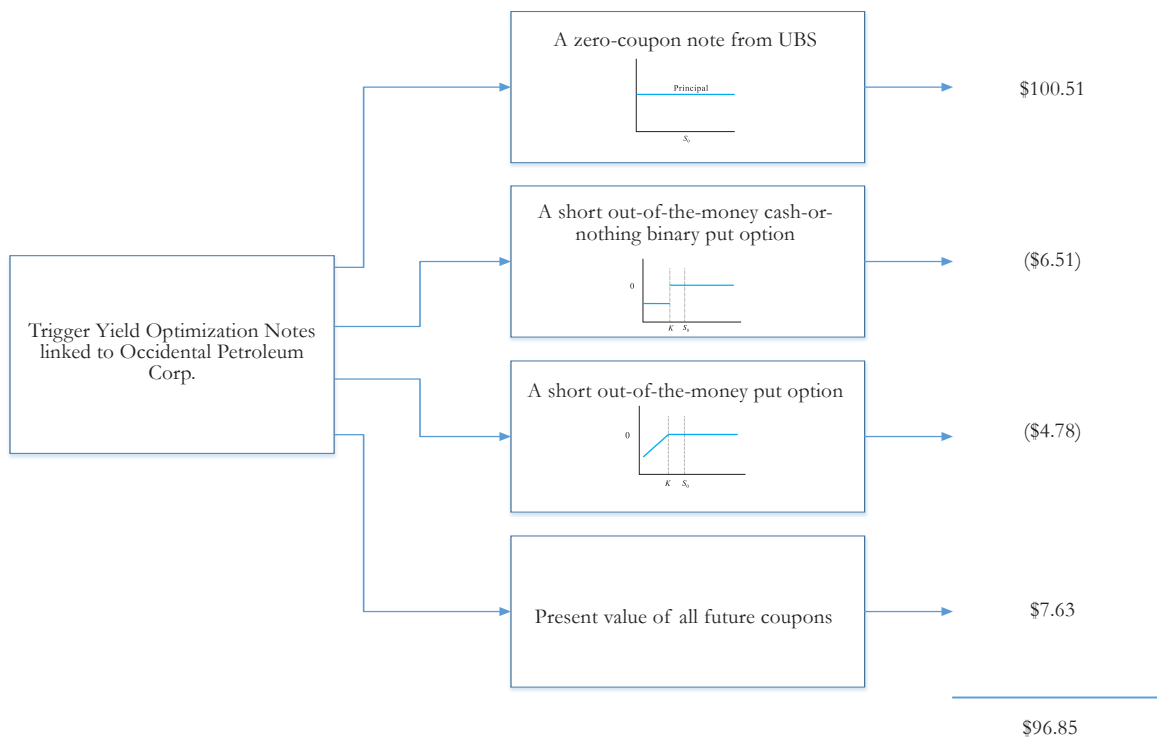 A zero-coupon note from UBS
Principal
S0
$100.51
A short out-of-the-money cash-or-
nothing binary put option
0
K
S0
($6.51)
Trigger Yield Optimization Notes
linked to Occidental Petroleum
Corp.
A short out-of-the-money put option
0
K
S0
($4.78)
Present value of all future coupons
$7.63
$96.85